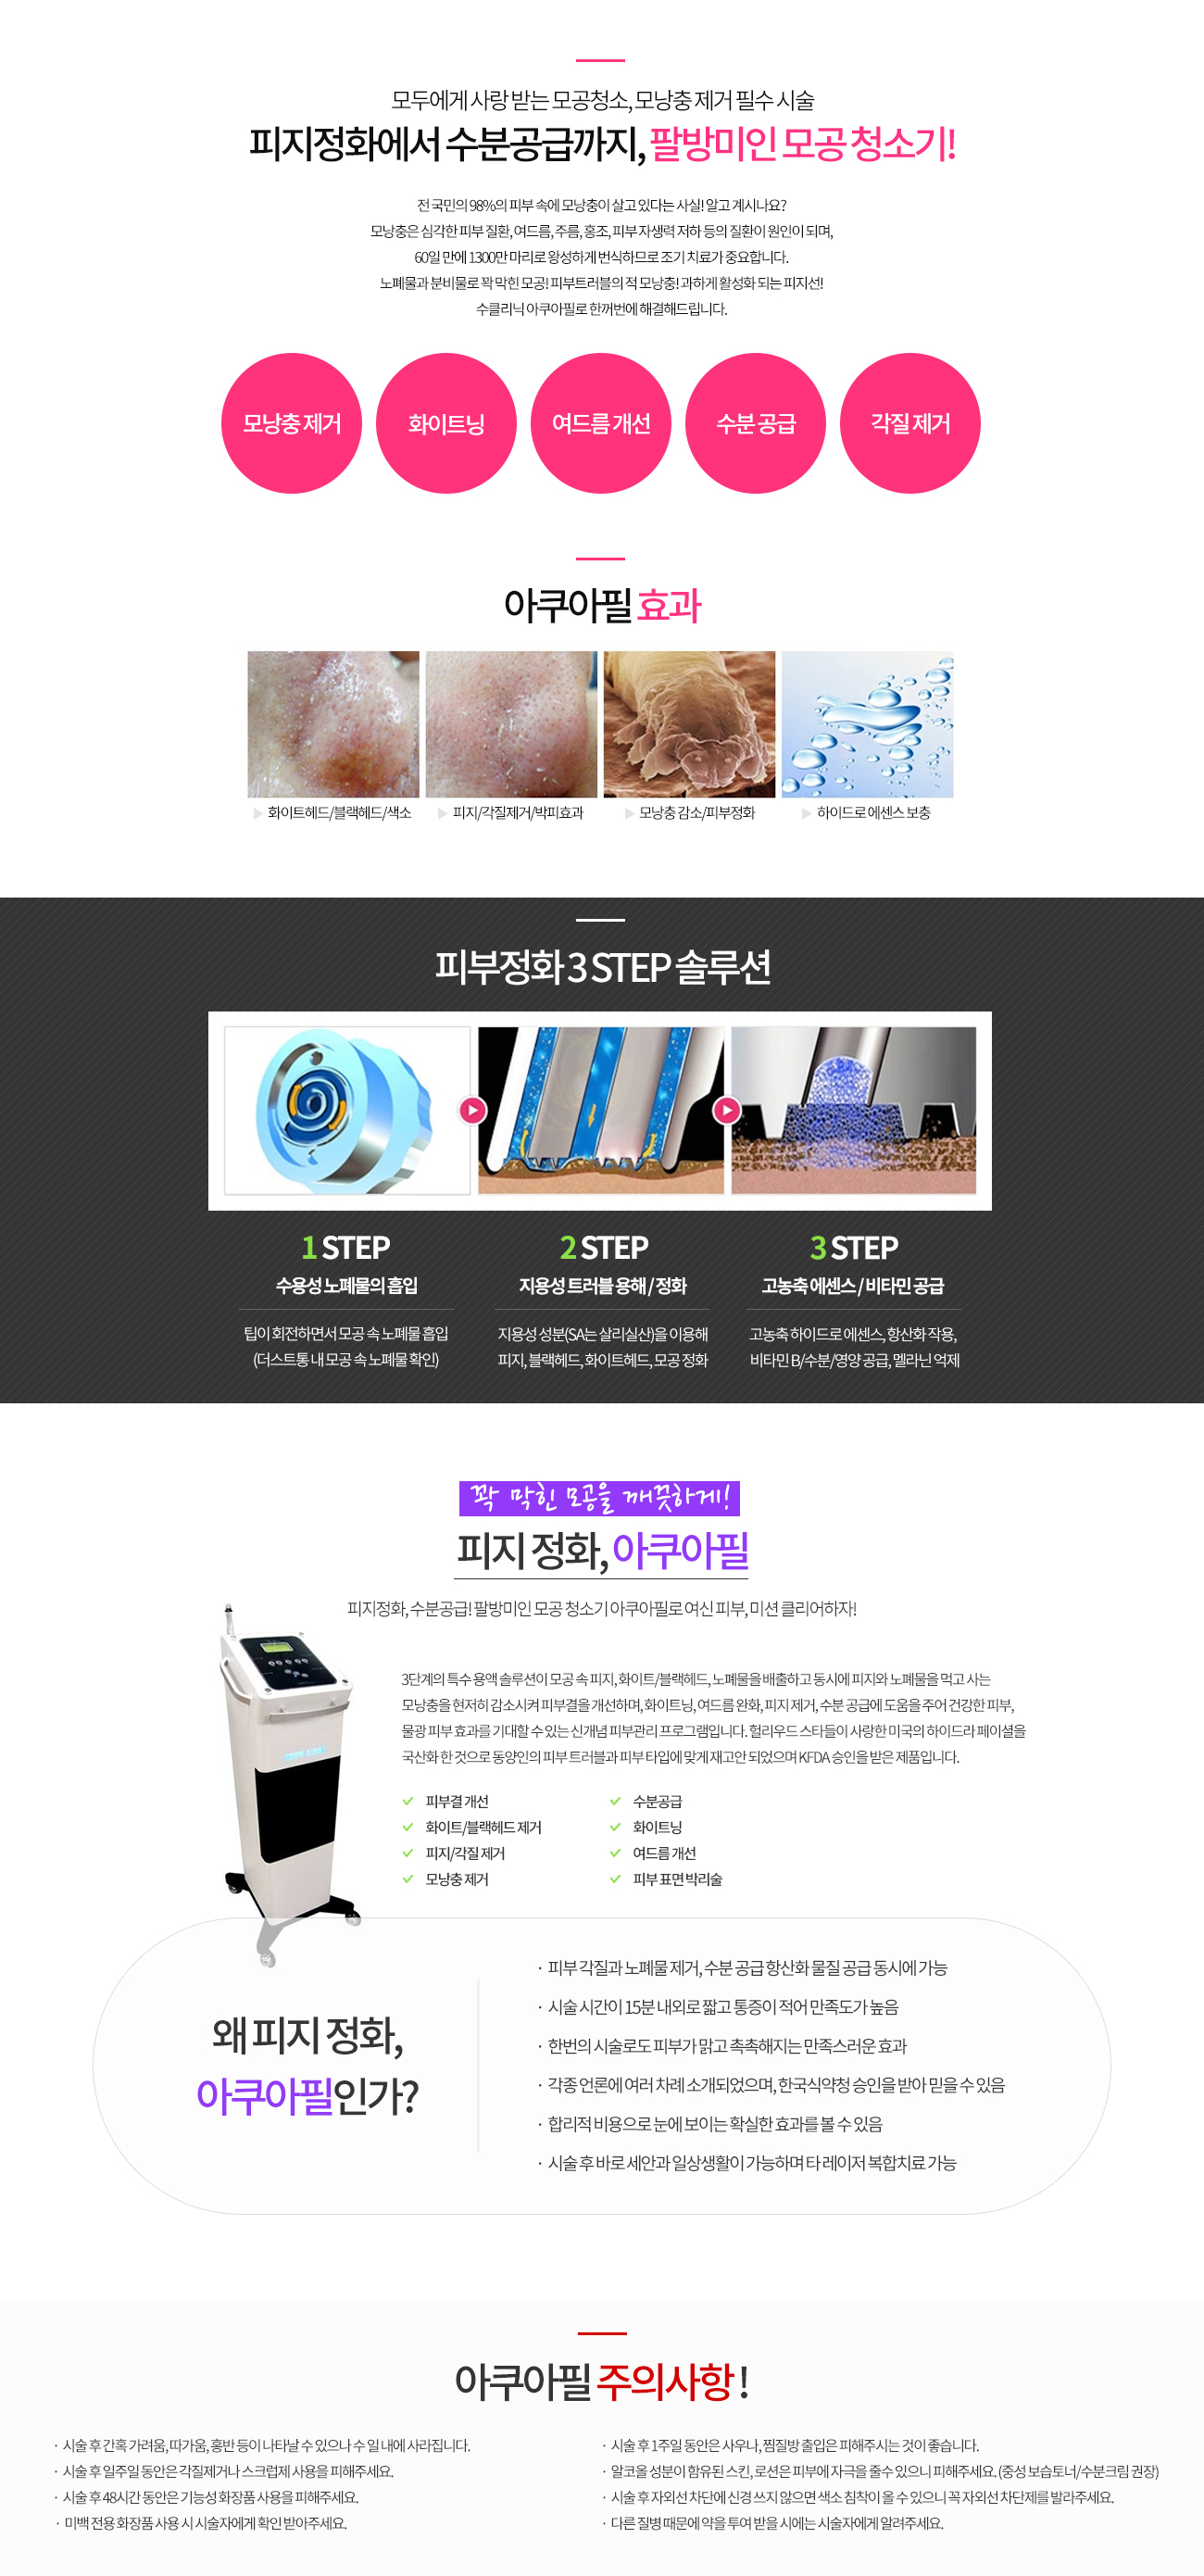 모두에게 사랑 받는 모공청소, 모낭충 제거 필수 시술
피지정화에서 수분공급까지, 팔방미인 모공 청소기!
전 국민의 98%의 피부 속에 모낭충이 살고 있다는 사실! 알고 계시나요?
모낭충은 심각한 피부 질환, 여드름, 주름, 홍조, 피부 자생력 저하 등의 질환이 원인이 되며,
60일 만에 1300만 마리로 왕성하게 번식하므로 조기 치료가 중요합니다.
노폐물과 분비물로 꽉 막힌 모공! 피부트러블의 적 모낭충! 과하게 활성화 되는 피지선!
수클리닉 아쿠아필로 한꺼번에 해결해드립니다.
모낭충 제거
화이트닝
여드름 개선
수분 공급
각질 제거
아쿠아필 효과
화이트헤드/블랙헤드/색소
피지/각질제거/박피효과
모낭충 감소/피부정화
하이드로 에센스 보충
피부정화 3 STEP 솔루션
1 STEP
수용성 노폐물의 흡입
팁이 회전하면서 모공 속 노폐물 흡입
(더스트통 내 모공 속 노폐물 확인)
2 STEP
지용성 트러블 용해 / 정화
지용성 성분(SA는 살리실산)을 이용해
피지, 블랙헤드, 화이트헤드, 모공 정화
3 STEP
고농축 에센스 / 비타민 공급
고농축 하이드로 에센스, 항산화 작용,
비타민 B/수분/영양 공급, 멜라닌 억제
꽉 막힌 모공을 깨끗하게!
피지 정화, 아쿠아필
피지정화, 수분공급! 팔방미인 모공 청소기 아쿠아필로 여신 피부, 미션 클리어하자!
3단계의 특수 용액 솔루션이 모공 속 피지, 화이트/블랙헤드, 노폐물을 배출하고 동시에 피지와 노폐물을 먹고 사는
모낭충을 현저히 감소시켜 피부결을 개선하며, 화이트닝, 여드름 완화, 피지 제거, 수분 공급에 도움을 주어 건강한 피부,
물광 피부 효과를 기대할 수 있는 신개념 피부관리 프로그램입니다. 헐리우드 스타들이 사랑한 미국의 하이드라 페이셜을
국산화 한 것으로 동양인의 피부 트러블과 피부 타입에 맞게 재고안 되었으며 KFDA 승인을 받은 제품입니다.
피부결 개선
화이트/블랙헤드 제거
피지/각질 제거
모낭충 제거
수분공급
화이트닝
여드름 개선
피부 표면 박리술
왜 피지 정화,
아쿠아필인가?
· 피부 각질과 노폐물 제거, 수분 공급 항산화 물질 공급 동시에 가능
· 시술 시간이 15분 내외로 짧고 통증이 적어 만족도가 높음
· 한번의 시술로도 피부가 맑고 촉촉해지는 만족스러운 효과
· 각종 언론에 여러 차례 소개되었으며, 한국식약청 승인을 받아 믿을 수 있음
· 합리적 비용으로 눈에 보이는 확실한 효과를 볼 수 있음
· 시술 후 바로 세안과 일상생활이 가능하며 타 레이저 복합치료 가능
아쿠아필 주의사항 !
· 시술 후 간혹 가려움, 따가움, 홍반 등이 나타날 수 있으나 수 일 내에 사라집니다.
· 시술 후 일주일 동안은 각질제거나 스크럽제 사용을 피해주세요.
· 시술 후 48시간 동안은 기능성 화장품 사용을 피해주세요.
· 미백 전용 화장품 사용 시 시술자에게 확인 받아주세요.
· 시술 후 1주일 동안은 사우나, 찜질방 출입은 피해주시는 것이 좋습니다.
· 알코올 성분이 함유된 스킨, 로션은 피부에 자극을 줄수 있으니 피해주세요. (중성 보습토너/수분크림 권장)
· 시술 후 자외선 차단에 신경 쓰지 않으면 색소 침착이 올 수 있으니 꼭 자외선 차단제를 발라주세요.
· 다른 질병 때문에 약을 투여 받을 시에는 시술자에게 알려주세요.